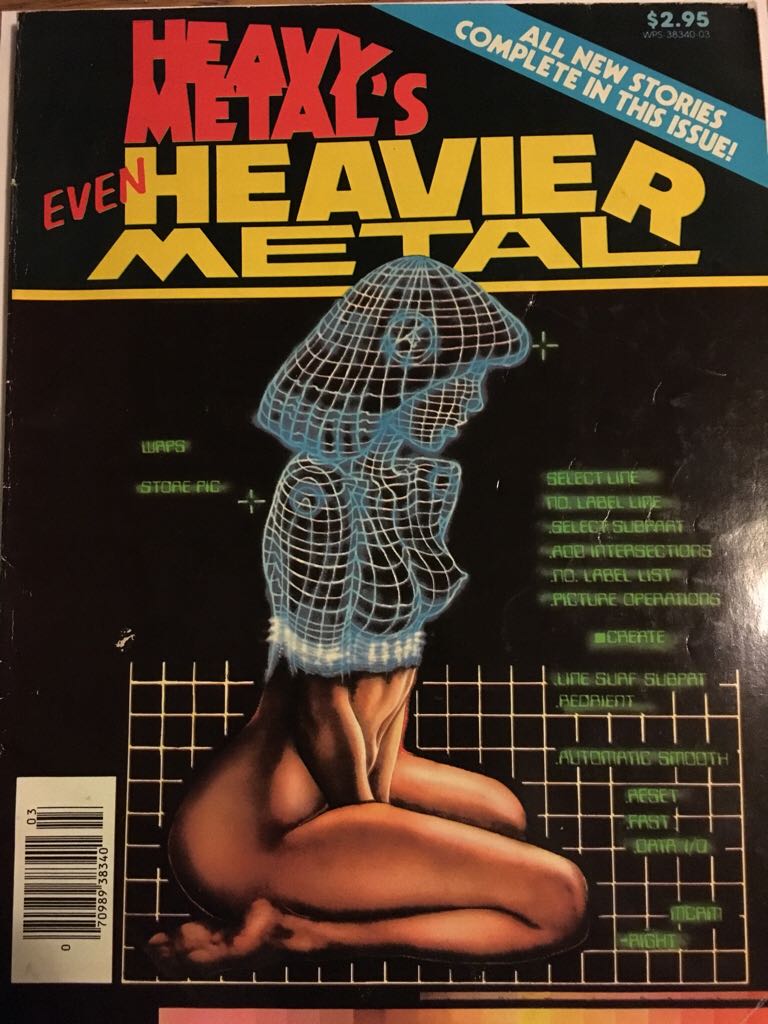 $2.95
WPS 38340-03
ALL NEW STORIES
COMPLETE IN THIS ISSUE!
HEAVY
METAL'S
EVEN HEAVIER
METAL
WRPS
STORE PIC
SELECT LINE
NO. LABEL LINE
.SELECT SUBPART
.ADD INTERSECTIONS
.NO. LABEL LIST
.PICTURE OPERATIONS
■CREATE
.LINE SURF SUBPRT
.REORIENT
.AUTOMATIC SMOOTH
.RESET
.FAST
.DATA I/O
-RIGHT
03
0 70989 38340